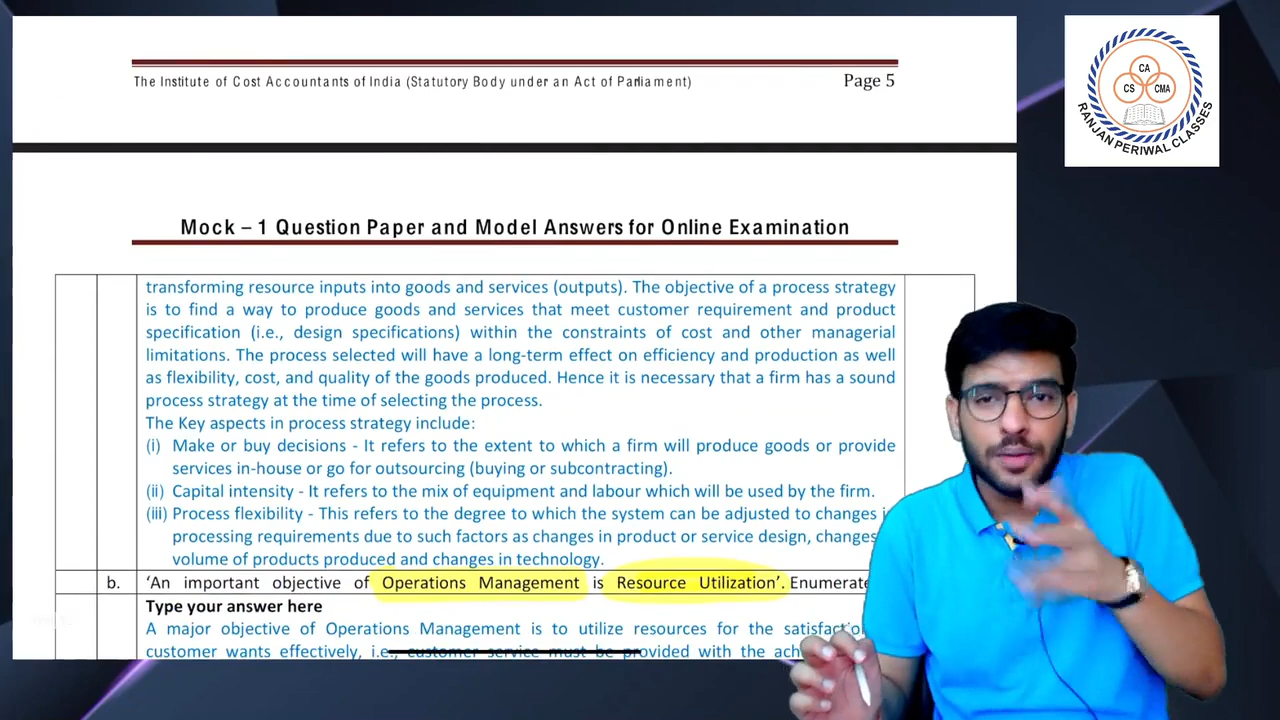 The Institute of Cost Accountants of India (Statutory Body under an Act of Parliament)
Page 5
CA
CS
CMA
RANJAN PERIWAL CLASSES
Mock – 1 Question Paper and Model Answers for Online Examination
transforming resource inputs into goods and services (outputs). The objective of a process strategy
is to find a way to produce goods and services that meet customer requirement and product
specification (i.e., design specifications) within the constraints of cost and other managerial
limitations. The process selected will have a long-term effect on efficiency and production as well
as flexibility, cost, and quality of the goods produced. Hence it is necessary that a firm has a sound
process strategy at the time of selecting the process.
The Key aspects in process strategy include:
(i) Make or buy decisions - It refers to the extent to which a firm will produce goods or provide
services in-house or go for outsourcing (buying or subcontracting).
(ii) Capital intensity - It refers to the mix of equipment and labour which will be used by the firm.
(iii) Process flexibility - This refers to the degree to which the system can be adjusted to changes
processing requirements due to such factors as changes in product or service design, changes
volume of products produced and changes in technology.
b. ‘An important objective of Operations Management is Resource Utilization’. Enumerate
Type your answer here
A major objective of Operations Management is to utilize resources for the
customer wants effectively, i.e., customer service must be provided with the